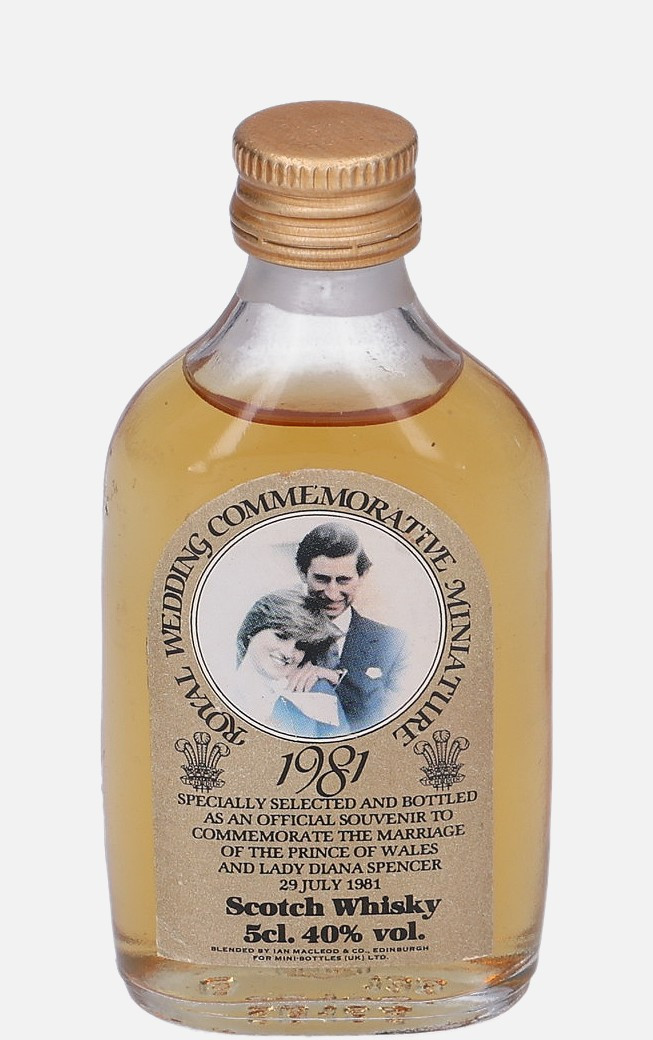 ROYAL WEDDING COMMEMORATIVE MINIATURE
1981
SPECIALLY SELECTED AND BOTTLED
AS AN OFFICIAL SOUVENIR TO
COMMEMORATE THE MARRIAGE
OF THE PRINCE OF WALES
AND LADY DIANA SPENCER
29 JULY 1981
Scotch Whisky
5cl. 40% vol.
BLENDED BY IAN MACLEOD & CO., EDINBURGH
FOR MINI-BOTTLES (UK) LTD.